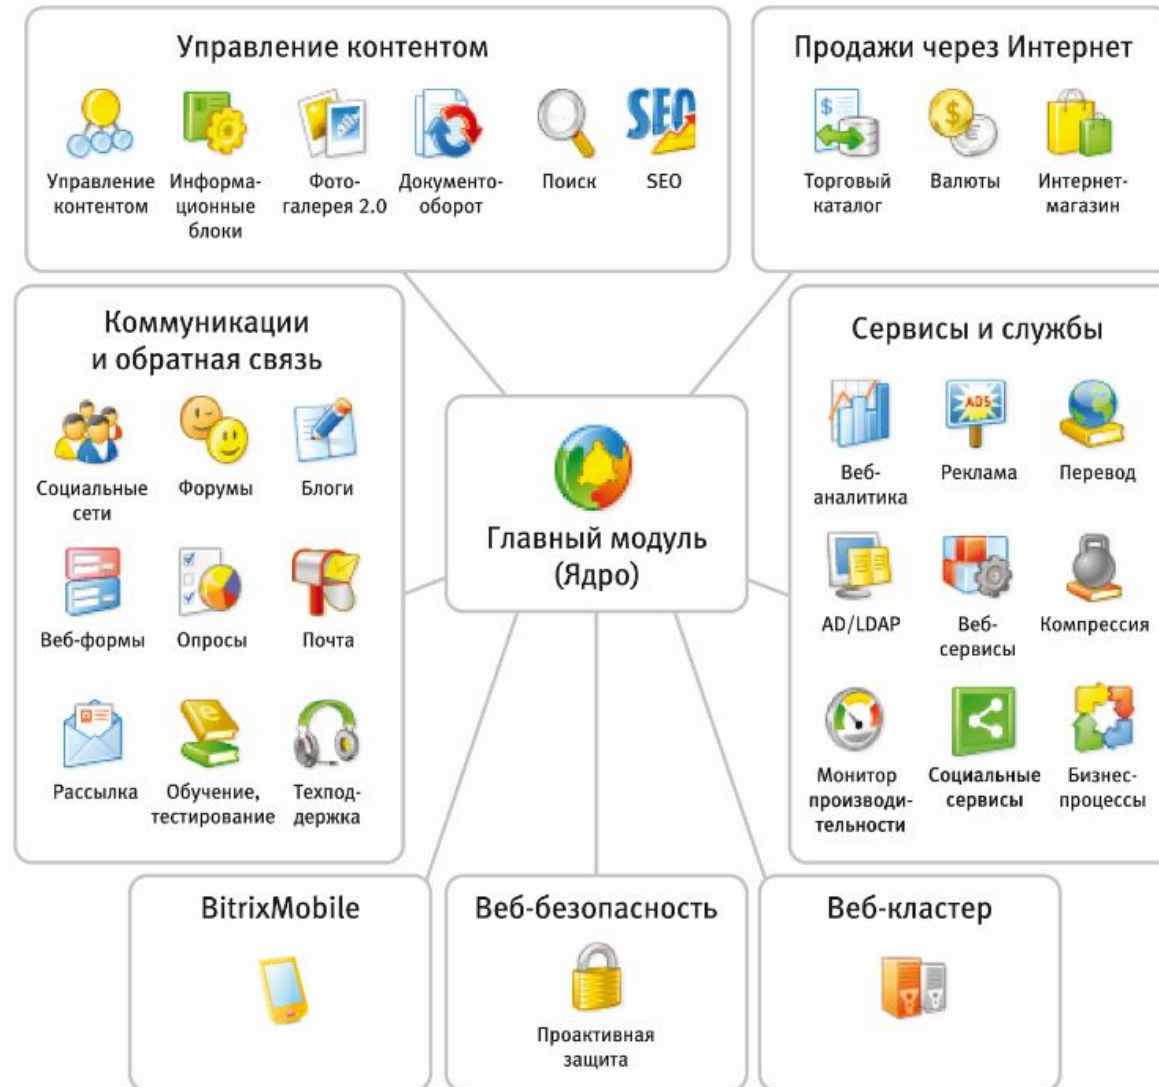 Управление контентом
Управление
контентом
Информа-
ционные
блоки
Фото-
галерея 2.0
Документо-
оборот
Поиск
SEO
SEO
Продажи через Интернет
$
Торговый
каталог
$
Валюты
Интернет-
магазин
Коммуникации
и обратная связь
Социальные
сети
Форумы
Блоги
Веб-формы
Опросы
Почта
Рассылка
e
Обучение,
тестирование
Техпод-
держка
Главный модуль
(Ядро)
Сервисы и службы
Веб-
аналитика
ADS
Реклама
Перевод
AD/LDAP
Веб-
сервисы
Компрессия
Монитор
производи-
тельности
Социальные
сервисы
Бизнес-
процессы
BitrixMobile
Веб-безопасность
Проактивная
защита
Веб-кластер